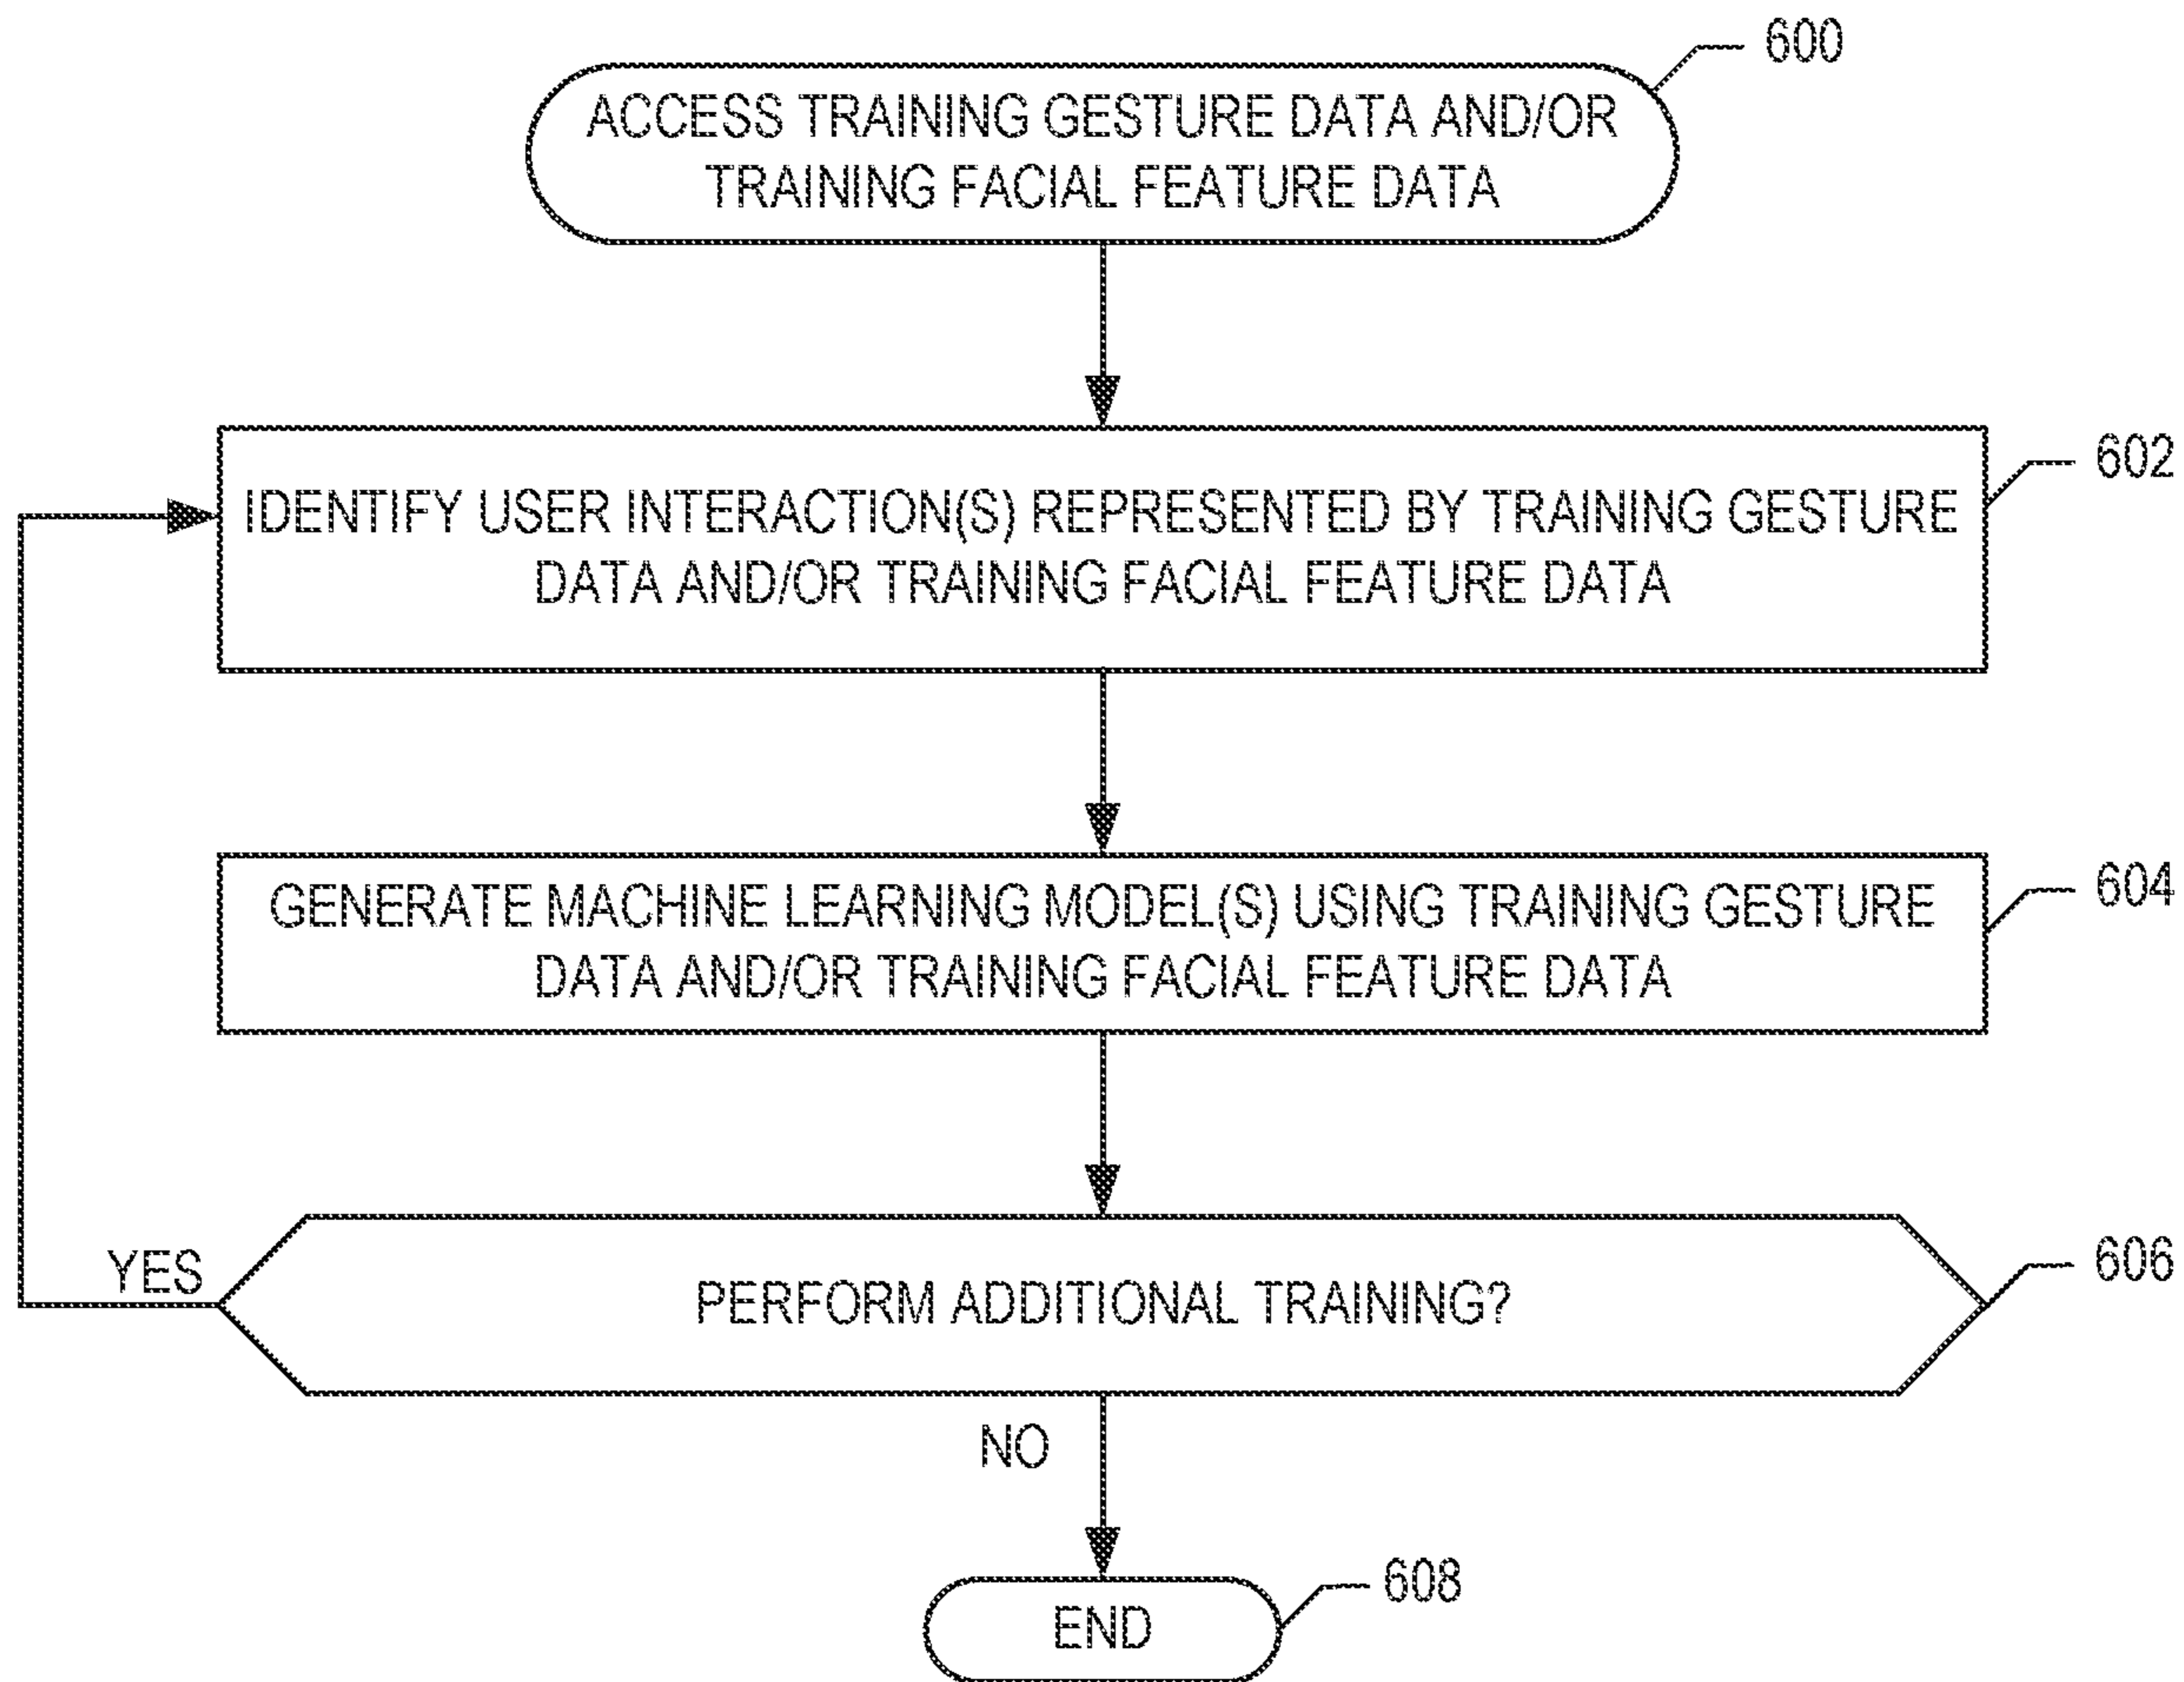 600
ACCESS TRAINING GESTURE DATA AND/OR
TRAINING FACIAL FEATURE DATA
602
IDENTIFY USER INTERACTION(S) REPRESENTED BY TRAINING GESTURE
DATA AND/OR TRAINING FACIAL FEATURE DATA
604
GENERATE MACHINE LEARNING MODEL(S) USING TRAINING GESTURE
DATA AND/OR TRAINING FACIAL FEATURE DATA
606
YES
PERFORM ADDITIONAL TRAINING?
NO
608
END